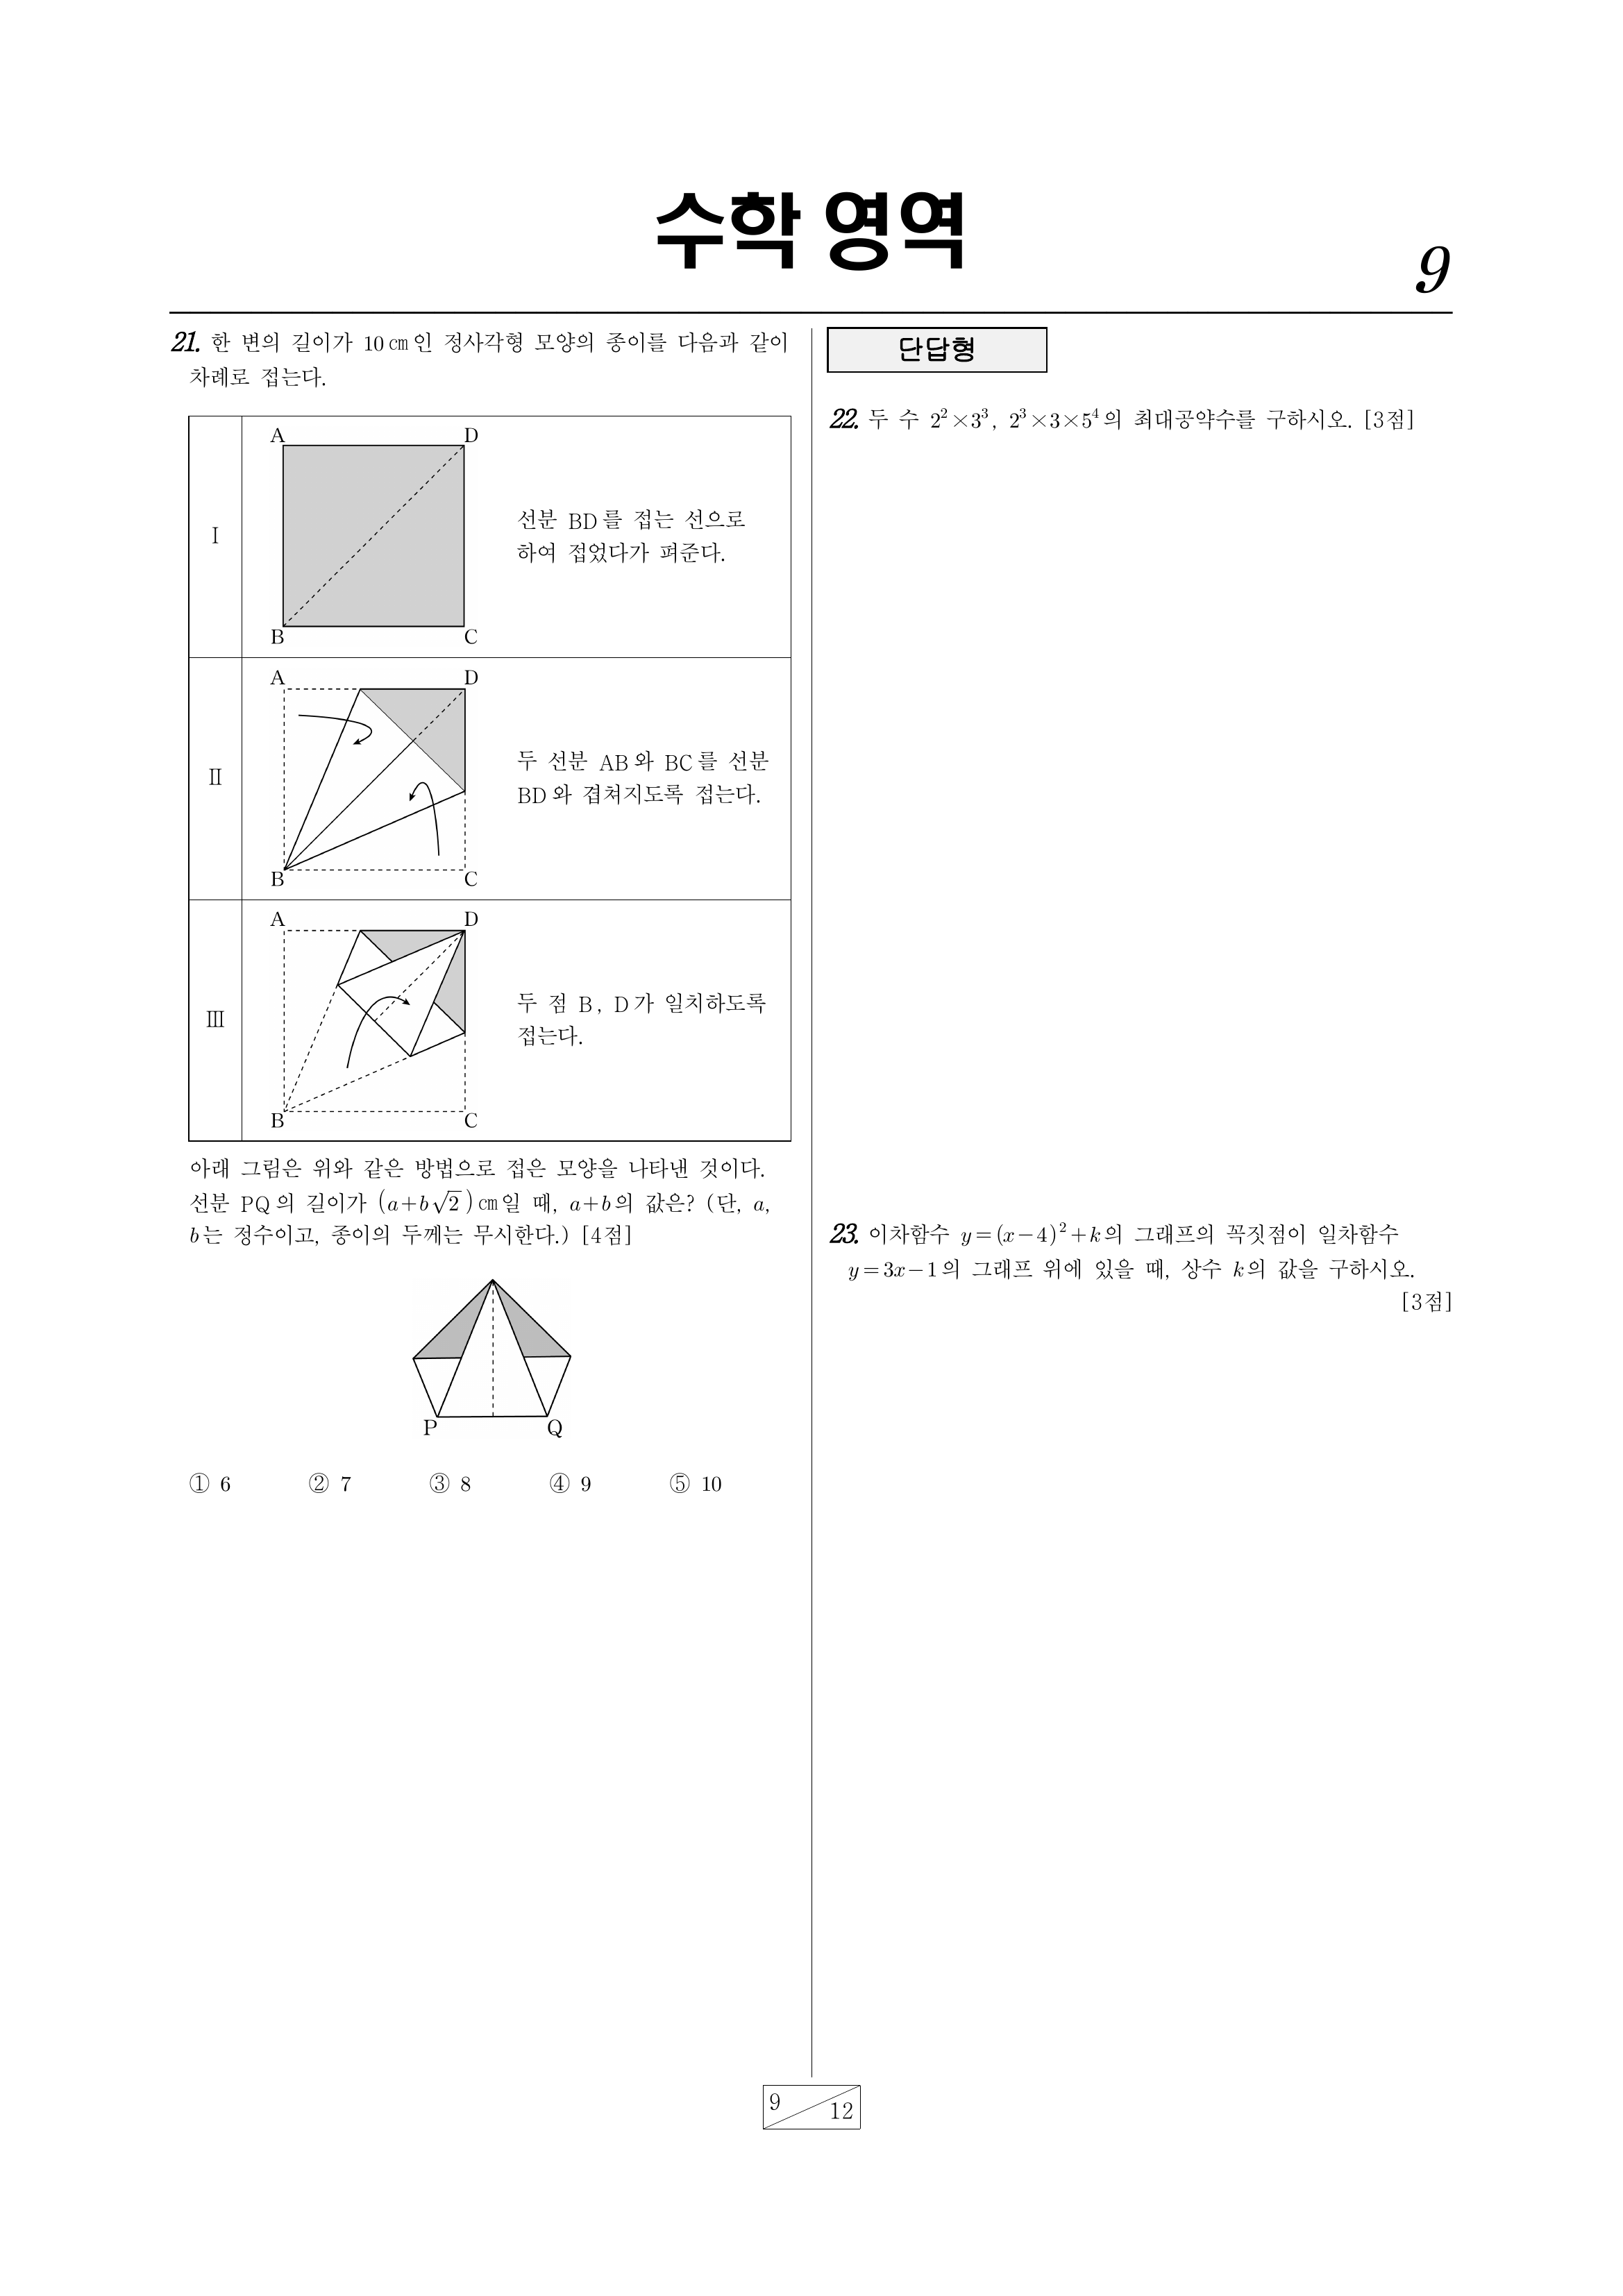 수학 영역
9
21. 한 변의 길이가 10㎝인 정사각형 모양의 종이를 다음과 같이
차례로 접는다.
Ⅰ
A D
B C
선분 BD를 접는 선으로
하여 접었다가 펴준다.
Ⅱ
A D
B C
두 선분 AB와 BC를 선분
BD와 겹쳐지도록 접는다.
Ⅲ
A D
B C
두 점 B, D가 일치하도록
접는다.
아래 그림은 위와 같은 방법으로 접은 모양을 나타낸 것이다.
선분 PQ의 길이가 (a+b√2)㎝일 때, a+b의 값은? (단, a,
b는 정수이고, 종이의 두께는 무시한다.) [4점]
P Q
① 6 ② 7 ③ 8 ④ 9 ⑤ 10
단답형
22. 두 수 2²×3³, 2³×3×5⁴의 최대공약수를 구하시오. [3점]
23. 이차함수 y=(x-4)²+k의 그래프의 꼭짓점이 일차함수
y=3x-1의 그래프 위에 있을 때, 상수 k의 값을 구하시오.
[3점]
9
12